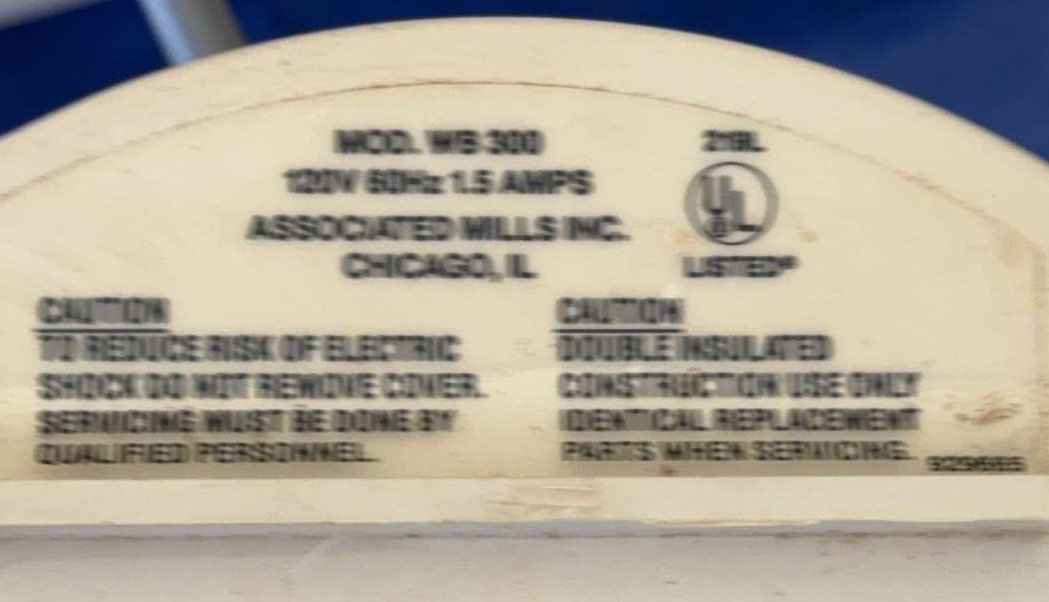 MOD. WB 300
120V 60Hz 1.5 AMPS
ASSOCIATED MILLS INC.
CHICAGO, IL
219L
UL
LISTED®
CAUTION
TO REDUCE RISK OF ELECTRIC
SHOCK DO NOT REMOVE COVER.
SERVICING MUST BE DONE BY
QUALIFIED PERSONNEL.
CAUTION
DOUBLE INSULATED
CONSTRUCTION USE ONLY
IDENTICAL REPLACEMENT
PARTS WHEN SERVICING.